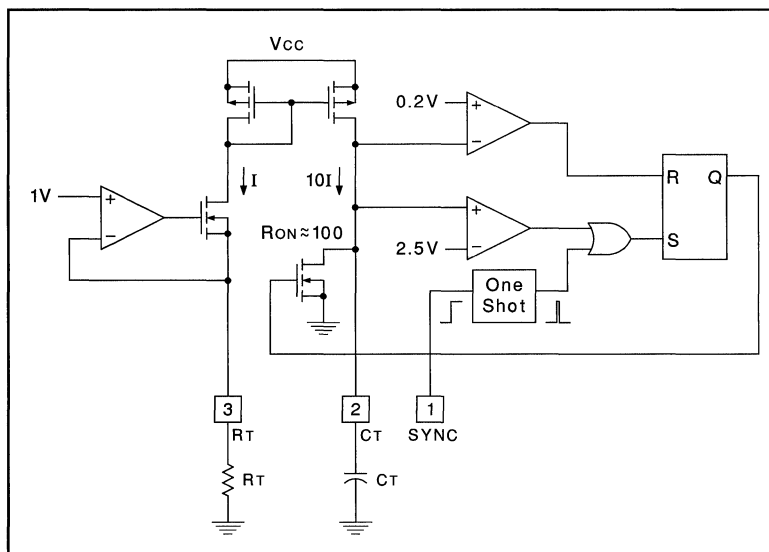 VCC
0.2V
+
−
R Q
I
10I
1V
+
−
+
−
2.5V
S
RON≈100
One
Shot
3
RT
2
CT
1
SYNC
RT
CT